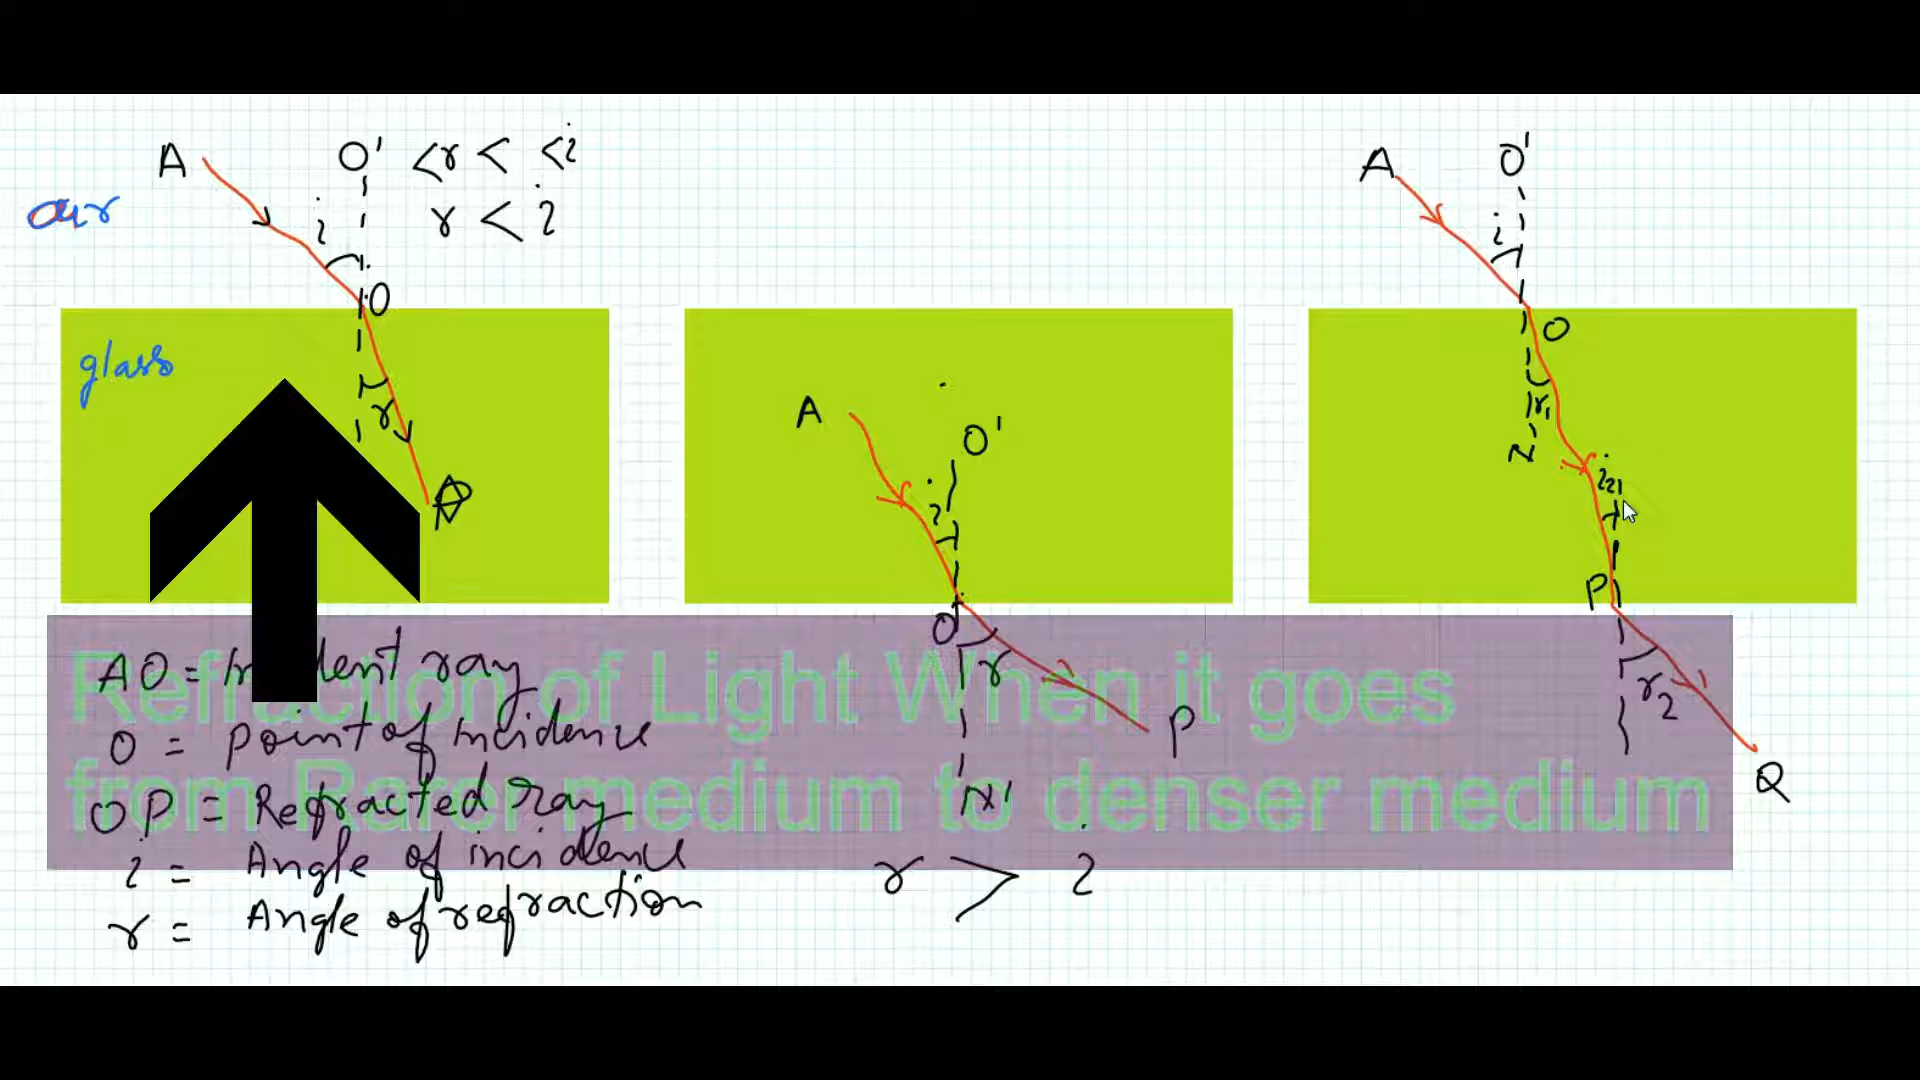 A
O' <r < <i
air
i
r < i
O
glass
r
A
O'
i
O
r
P
N'
r > i
A
O'
i
O
r1
N
i2
P
r2
Q
Refraction of Light When it goes
from Rarer medium to denser medium
AO = Incident ray
O = point of incidence
OP = Refracted ray
i = Angle of incidence
r = Angle of refraction